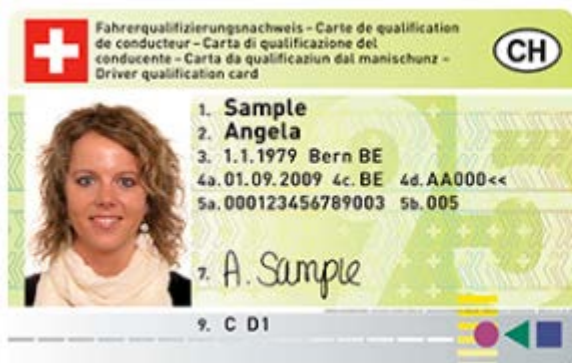 Fahrerqualifizierungsnachweis – Carte de qualification
de conducteur – Carta di qualificazione del
conducente – Carta da qualificaziun dal manischunz –
Driver qualification card
CH
1. Sample
2. Angela
3. 1.1.1979 Bern BE
4a. 01.09.2009 4c. BE 4d. AA000<<
5a. 000123456789003 5b. 005
7. A. Sample
9. C D1